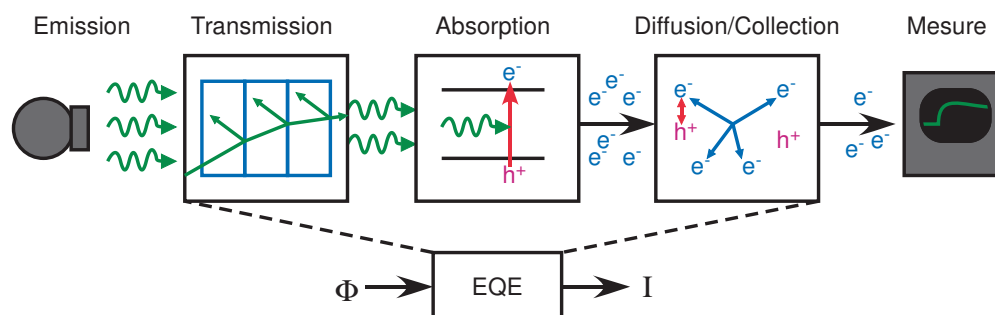 Emission Transmission Absorption Diffusion/Collection Mesure
e⁻ e⁻ e⁻ e⁻ e⁻ e⁻ e⁻
e⁻ e⁻
h⁺ h⁺
e⁻ e⁻ e⁻ e⁻ e⁻
h⁺ e⁻ e⁻
Φ EQE I